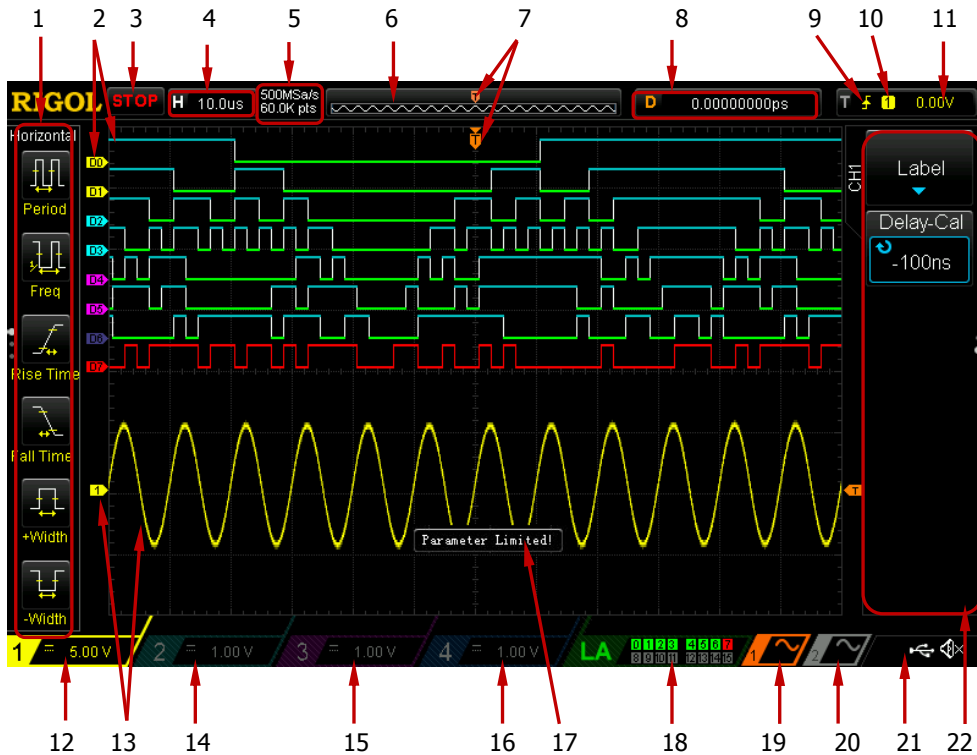 1 2 3 4 5 6 7 8 9 10 11
RIGOL STOP H 10.0us 500MSa/s D 0.00000000ps T 1 0.00V
60.0K pts
T
Horizontal
T
Period
Freq
Rise Time
Fall Time
+Width
-Width
D0
D1
D2
D3
D4
D5
D6
D7
1
T
Parameter Limited!
CH1
Label
Delay-Cal
-100ns
1 5.00 V 2 1.00 V 3 1.00 V 4 1.00 V LA 0 1 2 3 4 5 6 7 1 2
8 9 10 11 12 13 14 15
12 13 14 15 16 17 18 19 20 21 22